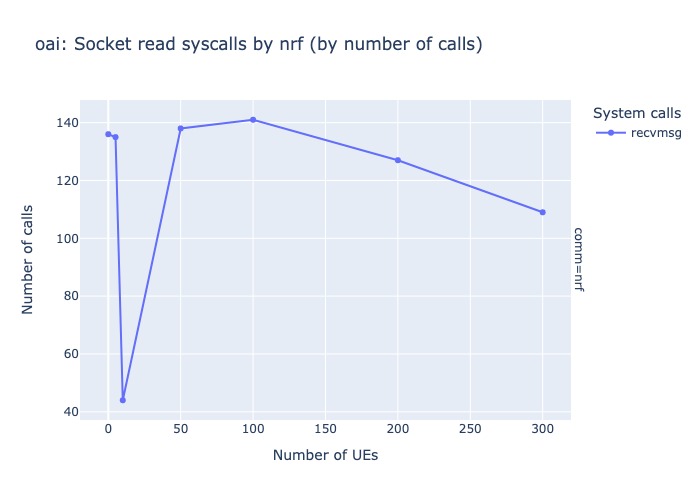 oai: Socket read syscalls by nrf (by number of calls)
System calls
recvmsg
140
120
100
80
60
40
Number of calls
comm=nrf
0 50 100 150 200 250 300
Number of UEs